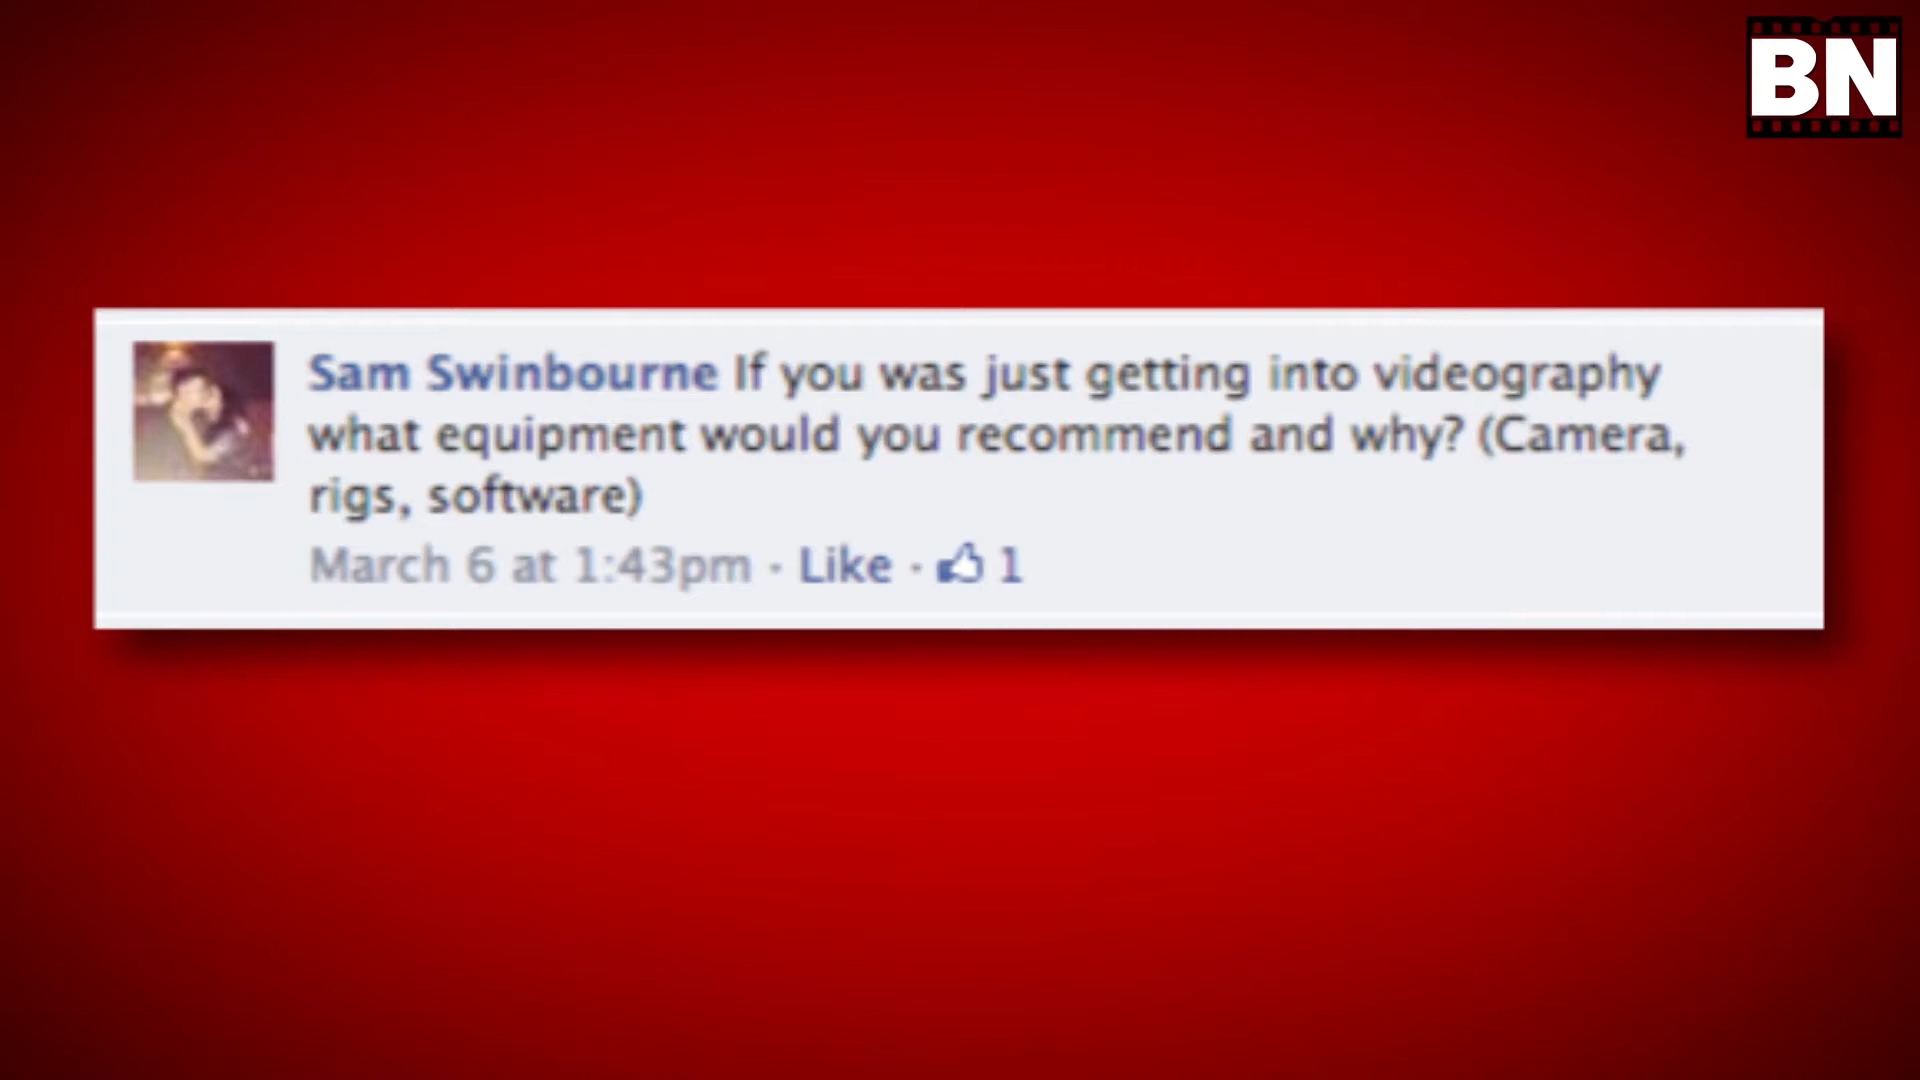 BN
Sam Swinbourne If you was just getting into videography
what equipment would you recommend and why? (Camera,
rigs, software)
March 6 at 1:43pm · Like · 1